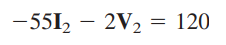 −55I₂ − 2V₂ = 120